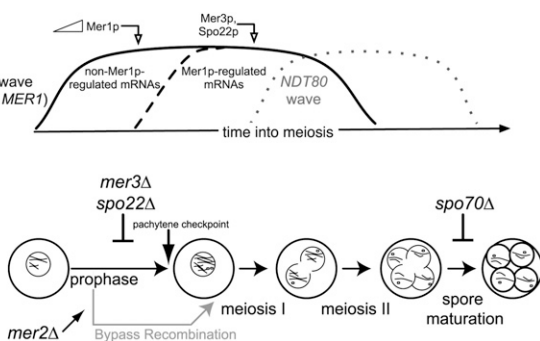 Mer1p
Mer3p,
Spo22p
wave
MER1)
non-Mer1p-
regulated mRNAs
Mer1p-regulated
mRNAs
NDT80
wave
time into meiosis
mer3Δ
spo22Δ
spo70Δ
pachytene checkpoint
prophase
meiosis I
meiosis II
spore
maturation
mer2Δ
Bypass Recombination